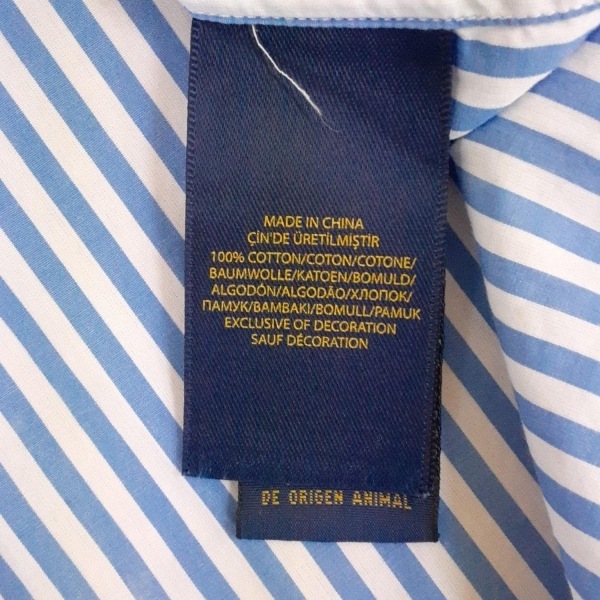 MADE IN CHINA
ÇİN'DE ÜRETİLMİŞTİR
100% COTTON/COTON/COTONE/
BAUMWOLLE/KATOEN/BOMULD/
ALGODÓN/ALGODÃO/ХЛОПОК/
ПАМУК/BAMBAKI/BOMULL/PAMUK
EXCLUSIVE OF DECORATION
SAUF DÉCORATION
DE ORIGEN ANIMAL